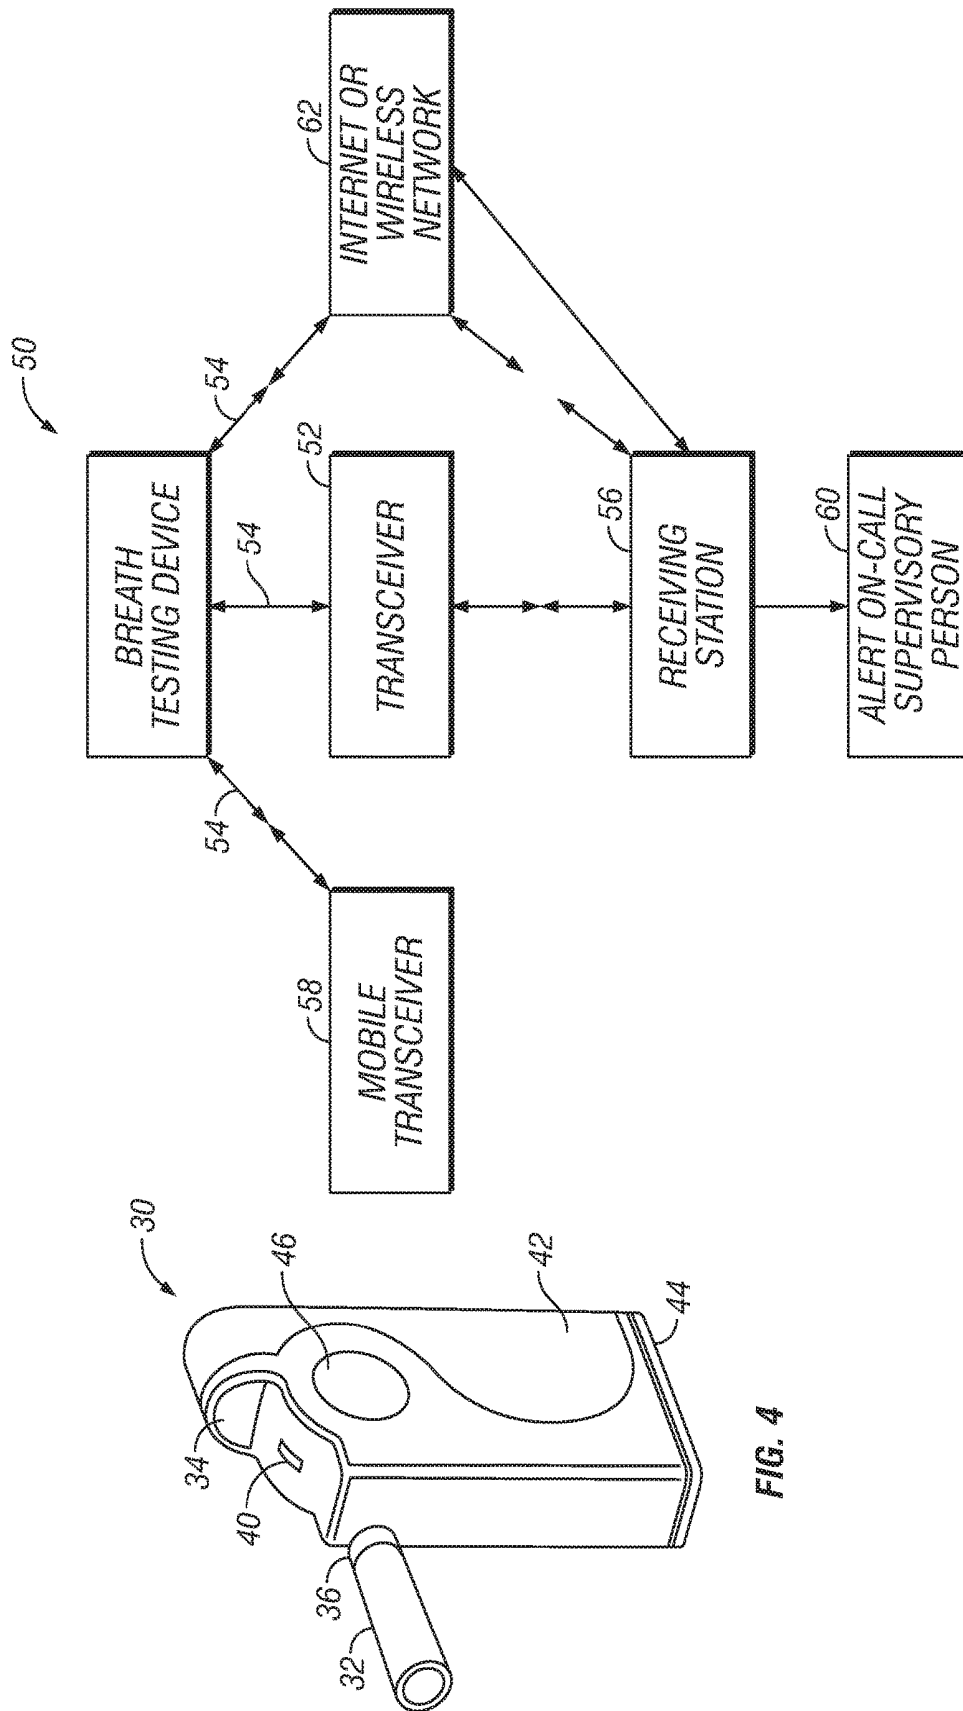 50
BREATH
TESTING DEVICE
54
54
54
62
INTERNET OR
WIRELESS
NETWORK
52
TRANSCEIVER
58
MOBILE
TRANSCEIVER
56
RECEIVING
STATION
60
ALERT ON-CALL
SUPERVISORY
PERSON
30
34
46
40
36
32
42
44
FIG. 4